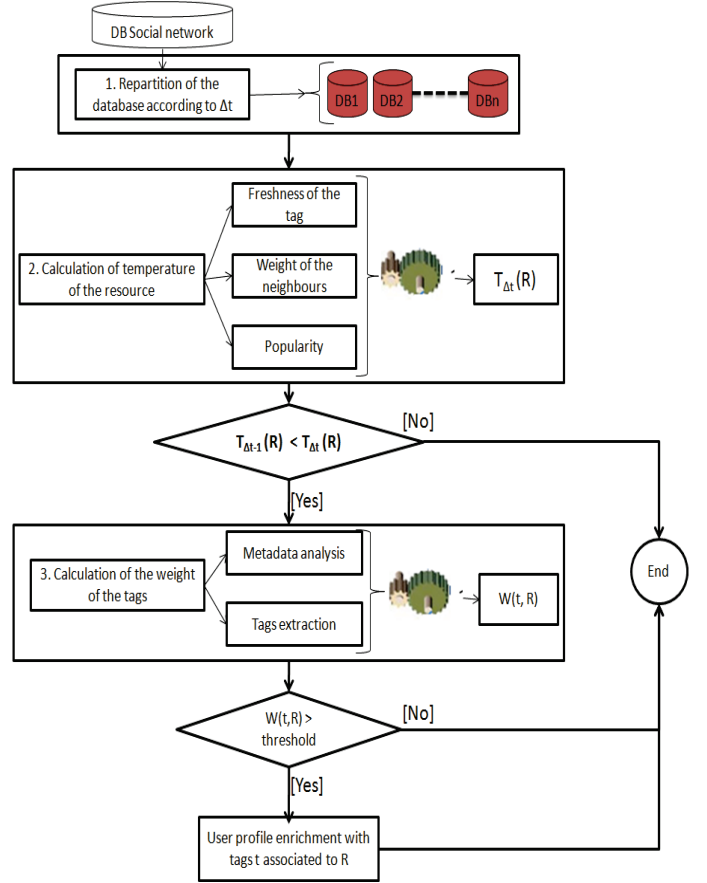 DB Social network
1. Repartition of the
database according to Δt
DB1
DB2
DBn
Freshness of the
tag
2. Calculation of temperature
of the resource
Weight of the
neighbours
Popularity
TΔt (R)
TΔt-1 (R) < TΔt (R)
[No]
[Yes]
3. Calculation of the weight
of the tags
Metadata analysis
Tags extraction
W(t, R)
End
W(t,R) >
threshold
[No]
[Yes]
User profile enrichment with
tags t associated to R